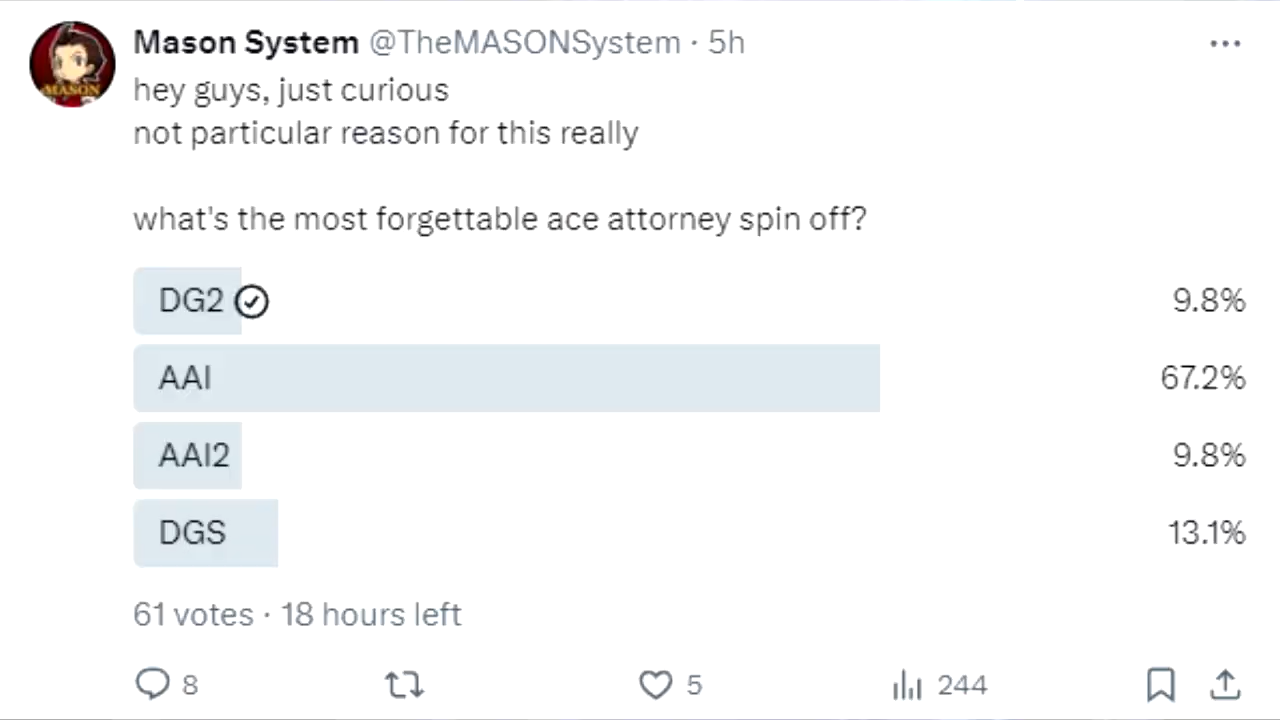 Mason System @TheMASONSystem · 5h
MASON
hey guys, just curious
not particular reason for this really
what's the most forgettable ace attorney spin off?
DG2 9.8%
AAI 67.2%
AAI2 9.8%
DGS 13.1%
61 votes · 18 hours left
8 5 244